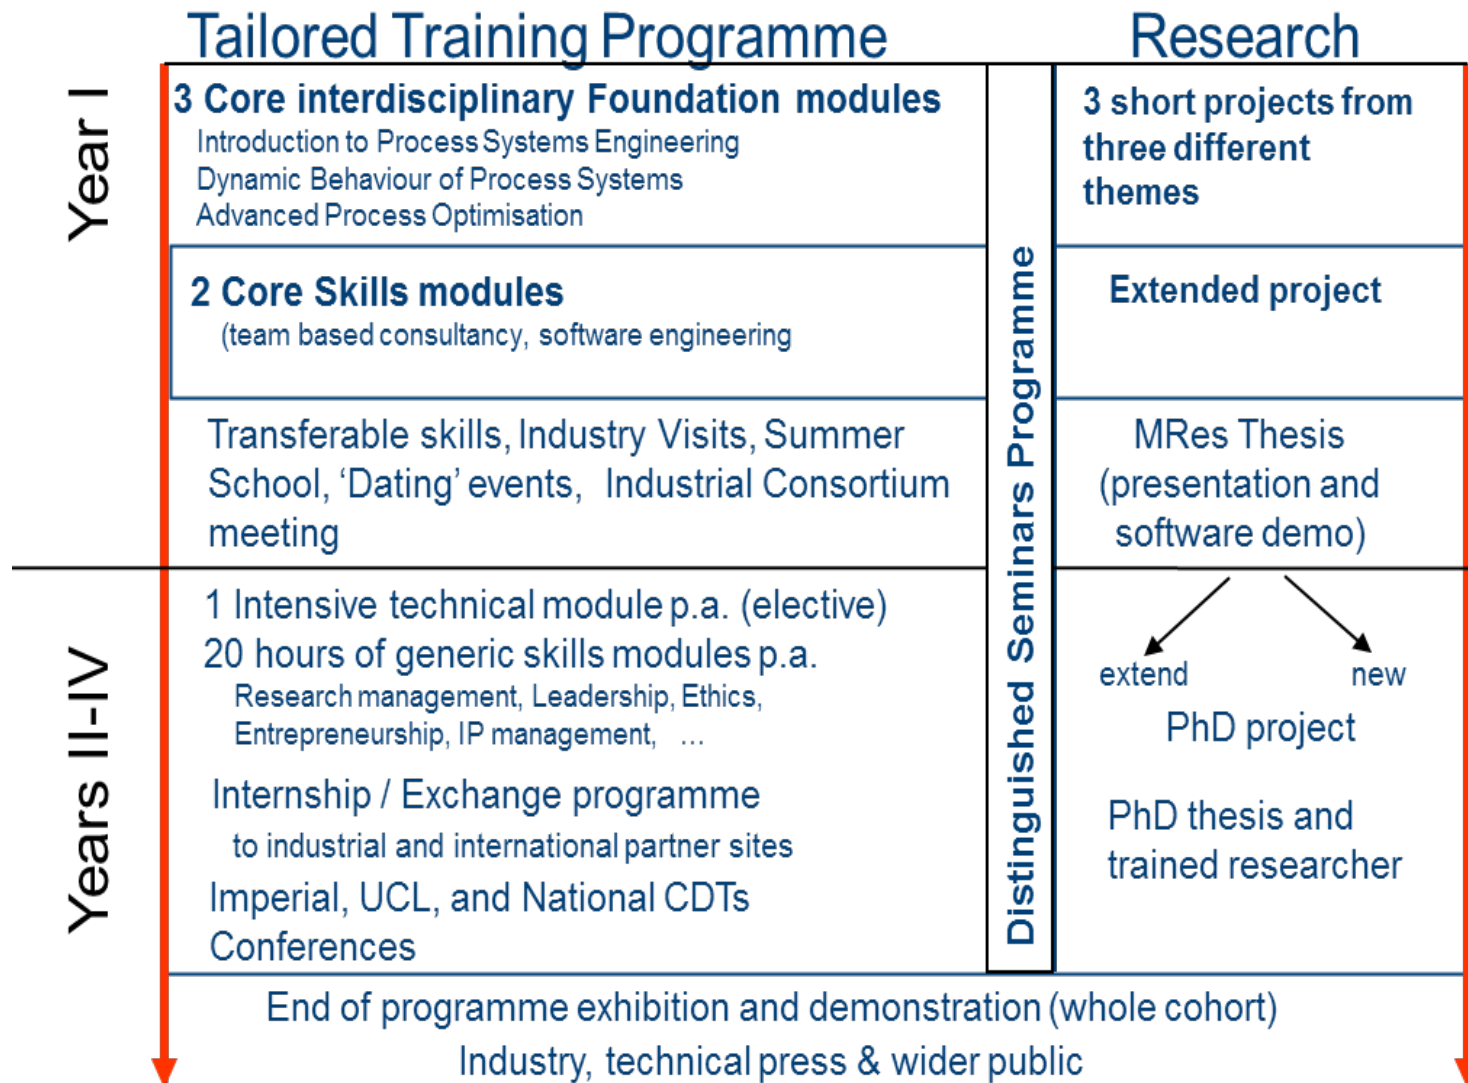 Tailored Training Programme
Research
Year I
3 Core interdisciplinary Foundation modules
Introduction to Process Systems Engineering
Dynamic Behaviour of Process Systems
Advanced Process Optimisation
3 short projects from
three different
themes
2 Core Skills modules
(team based consultancy, software engineering
Extended project
Transferable skills, Industry Visits, Summer
School, ‘Dating’ events, Industrial Consortium
meeting
MRes Thesis
(presentation and
software demo)
Distinguished Seminars Programme
Years II-IV
1 Intensive technical module p.a. (elective)
20 hours of generic skills modules p.a.
Research management, Leadership, Ethics,
Entrepreneurship, IP management, ...
Internship / Exchange programme
to industrial and international partner sites
Imperial, UCL, and National CDTs
Conferences
extend
new
PhD project
PhD thesis and
trained researcher
End of programme exhibition and demonstration (whole cohort)
Industry, technical press & wider public